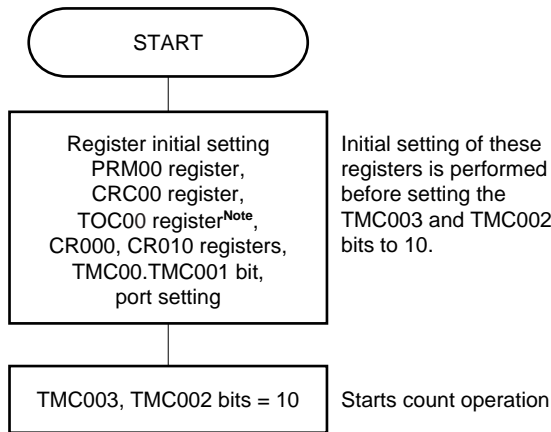 START
Register initial setting
PRM00 register,
CRC00 register,
TOC00 registerNote,
CR000, CR010 registers,
TMC00.TMC001 bit,
port setting
Initial setting of these
registers is performed
before setting the
TMC003 and TMC002
bits to 10.
TMC003, TMC002 bits = 10
Starts count operation